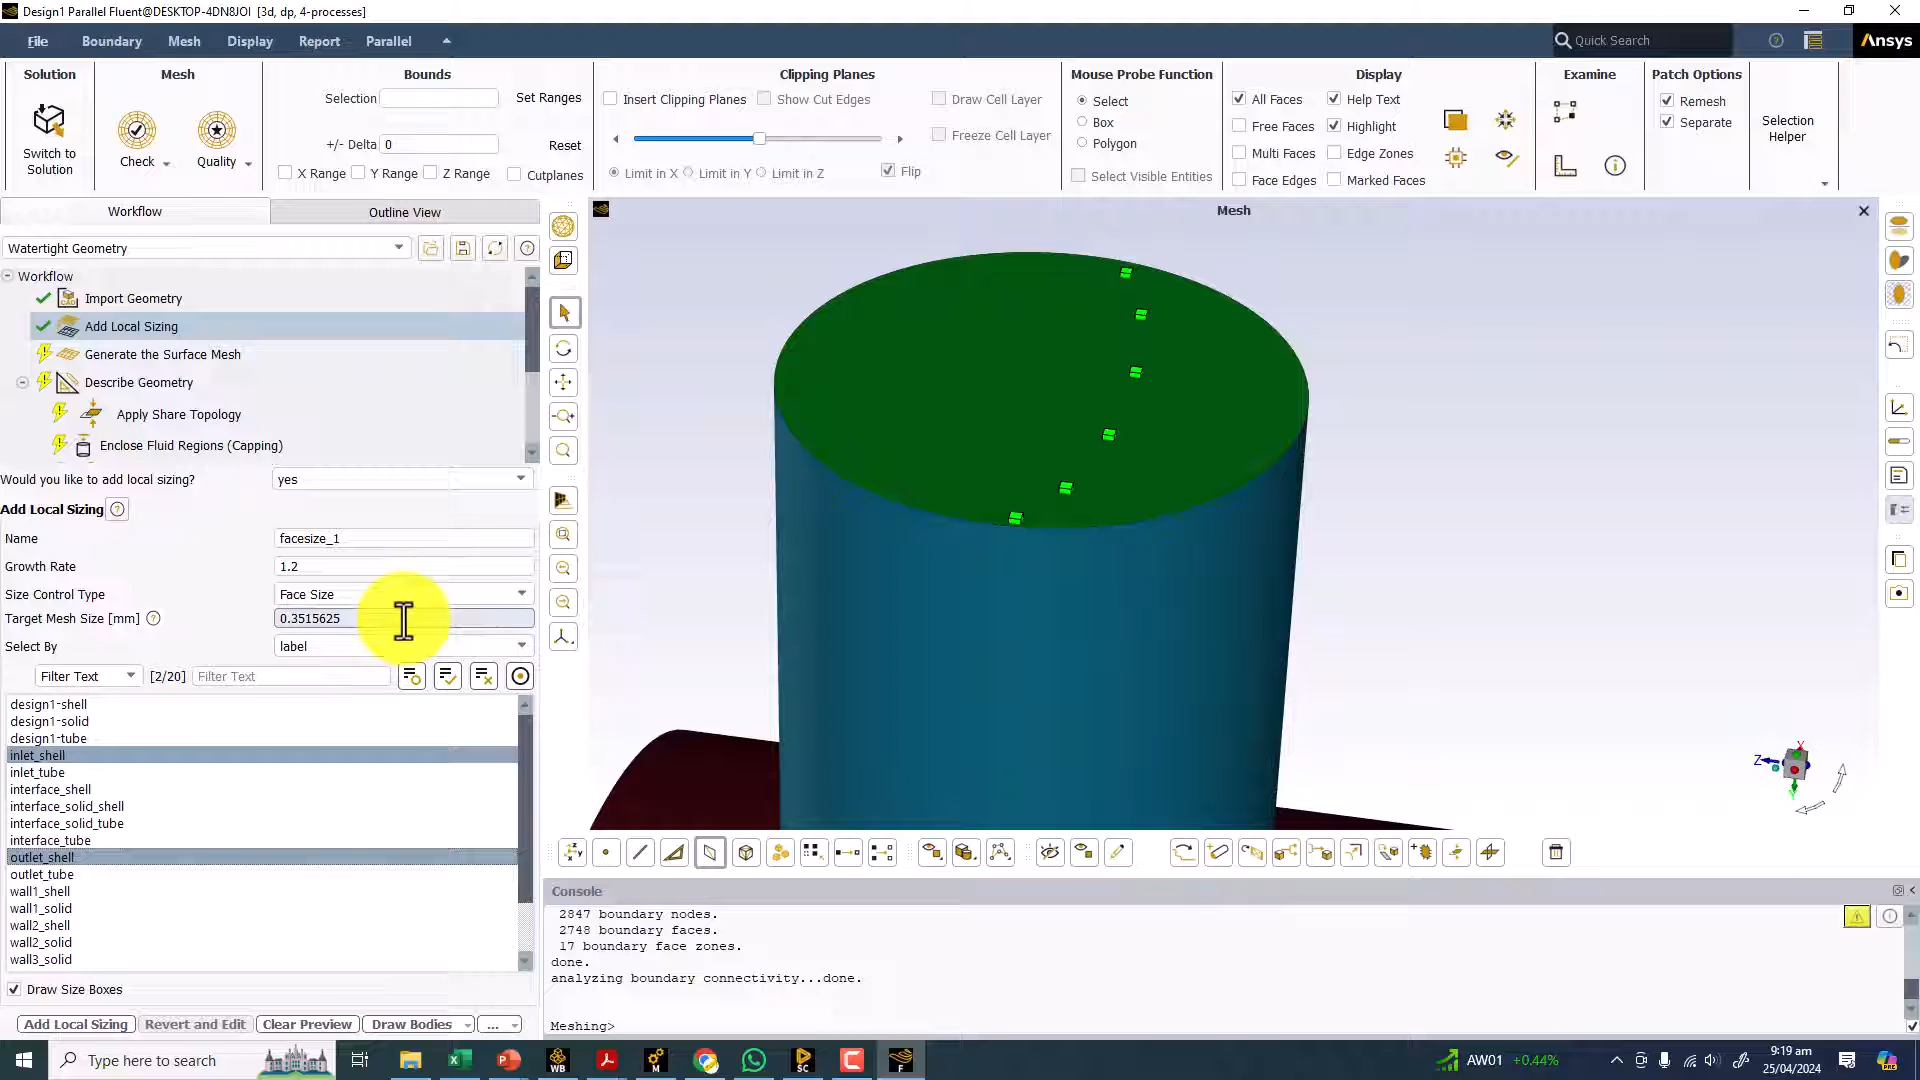 Design1 Parallel Fluent@DESKTOP-4DN8JOI [3d, dp, 4-processes]
File Boundary Mesh Display Report Parallel
Quick Search
Ansys
Solution
Switch to
Solution
Mesh
Check
Quality
Bounds
Selection
Set Ranges
+/- Delta 0
Reset
X Range Y Range Z Range Cutplanes
Clipping Planes
Insert Clipping Planes Show Cut Edges Draw Cell Layer
Freeze Cell Layer
Limit in X Limit in Y Limit in Z Flip
Mouse Probe Function
Select
Box
Polygon
Select Visible Entities
Display
All Faces Help Text
Free Faces Highlight
Multi Faces Edge Zones
Face Edges Marked Faces
Examine
Patch Options
Remesh
Separate
Selection
Helper
Workflow
Outline View
Watertight Geometry
Workflow
Import Geometry
Add Local Sizing
Generate the Surface Mesh
Describe Geometry
Apply Share Topology
Enclose Fluid Regions (Capping)
Would you like to add local sizing? yes
Add Local Sizing
Name facesize_1
Growth Rate 1.2
Size Control Type Face Size
Target Mesh Size [mm] 0.3515625
Select By label
Filter Text [2/20] Filter Text
design1-shell
design1-solid
design1-tube
inlet_shell
inlet_tube
interface_shell
interface_solid_shell
interface_solid_tube
interface_tube
outlet_shell
outlet_tube
wall1_shell
wall1_solid
wall2_shell
wall2_solid
wall3_solid
Draw Size Boxes
Add Local Sizing Revert and Edit Clear Preview Draw Bodies ...
Mesh
X
Y
Z
Console
2847 boundary nodes.
2748 boundary faces.
17 boundary face zones.
done.
analyzing boundary connectivity...done.
Meshing>
Type here to search
WB
M
SC
F
AW01 +0.44%
9:19 am
25/04/2024
PRE